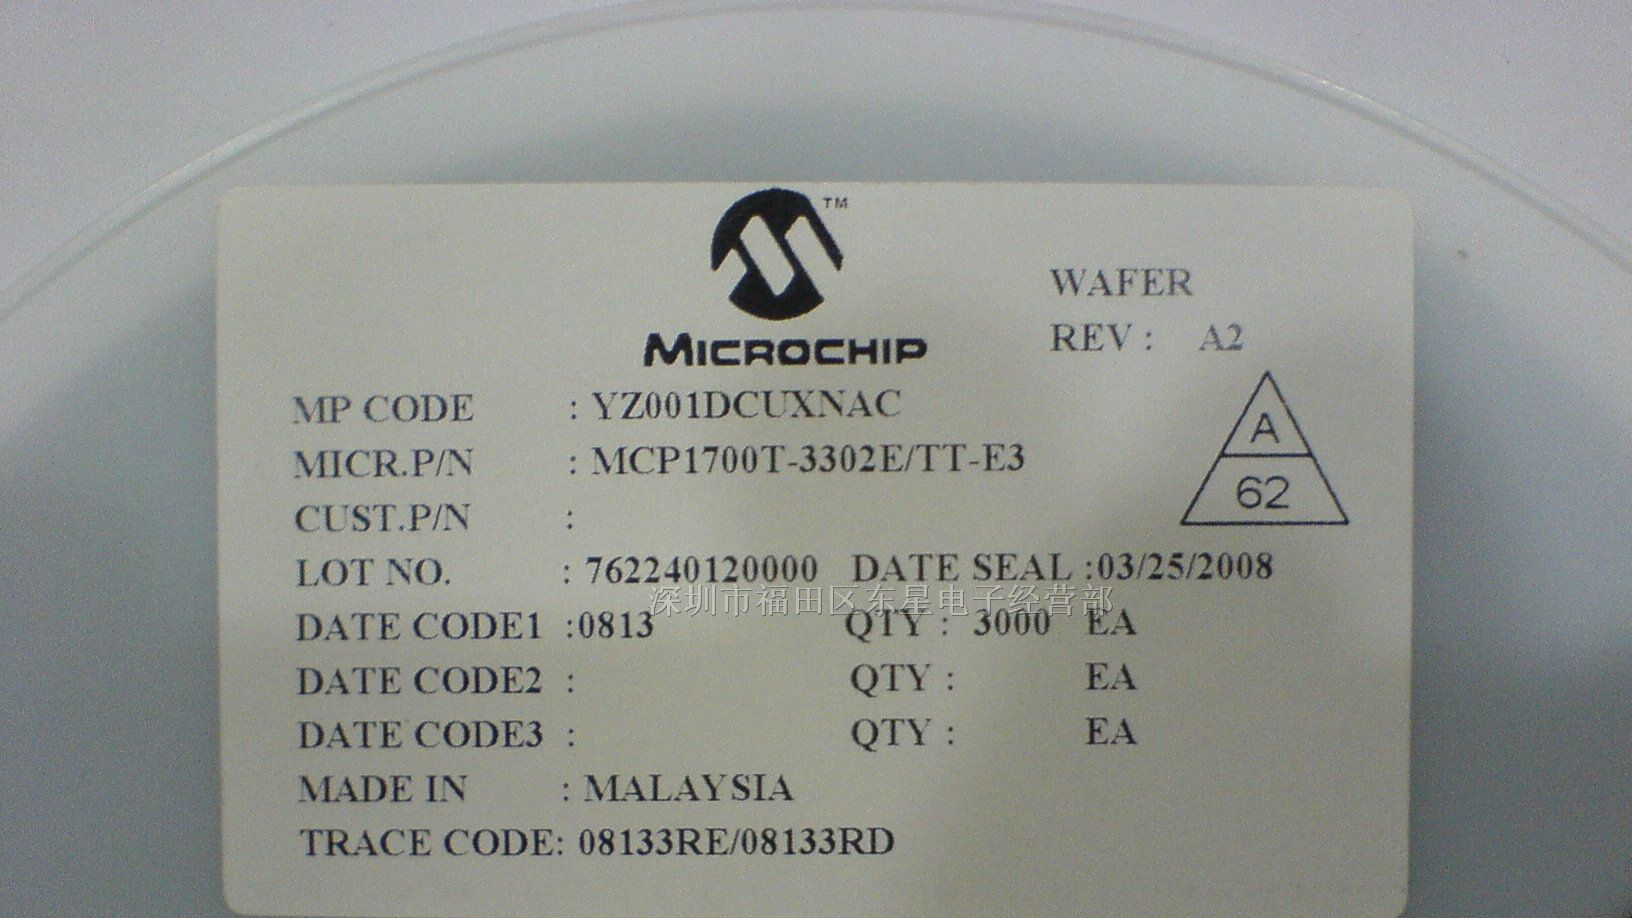 TM
MICROCHIP
WAFER
REV : A2
MP CODE : YZ001DCUXNAC
MICR.P/N : MCP1700T-3302E/TT-E3
A
62
CUST.P/N :
LOT NO. : 762240120000 DATE SEAL :03/25/2008
深圳市福田区东星电子经营部
DATE CODE1 :0813 QTY : 3000 EA
DATE CODE2 : QTY : EA
DATE CODE3 : QTY : EA
MADE IN : MALAYSIA
TRACE CODE: 08133RE/08133RD